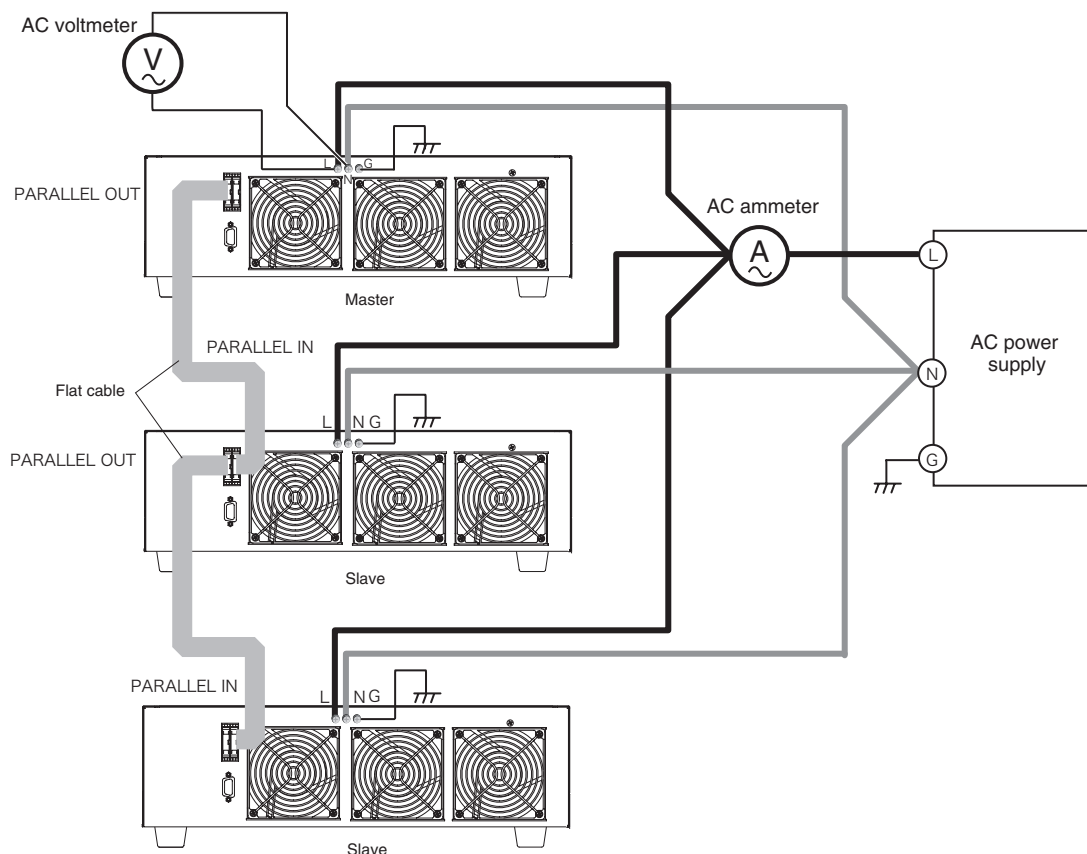 AC voltmeter
V
L
N
G
PARALLEL OUT
AC ammeter
A
L
Master
PARALLEL IN
AC power
supply
N
Flat cable
L N G
PARALLEL OUT
G
Slave
PARALLEL IN
L N G
Slave